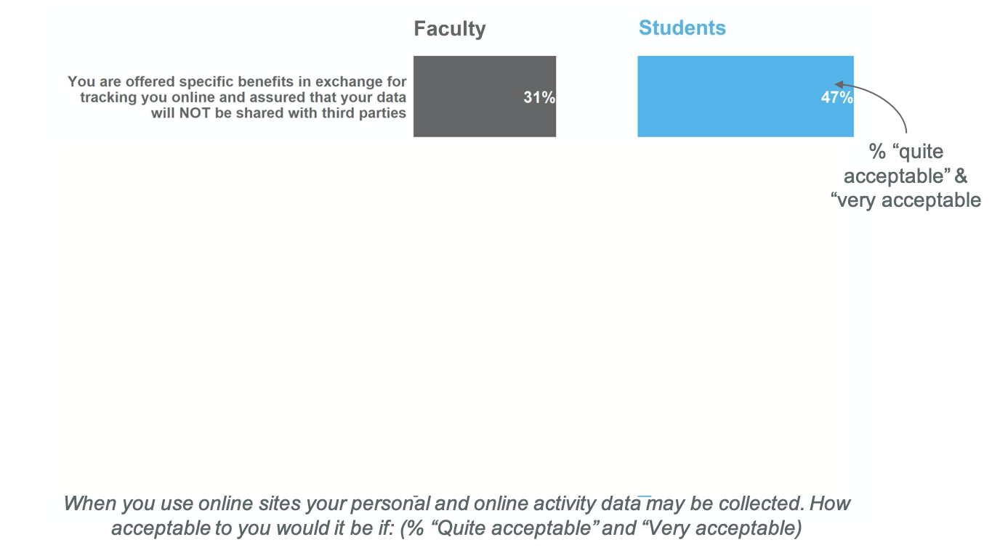 Faculty
Students
You are offered specific benefits in exchange for
tracking you online and assured that your data
will NOT be shared with third parties
31%
47%
% “quite
acceptable” &
“very acceptable
When you use online sites your personal and online activity data may be collected. How
acceptable to you would it be if: (% “Quite acceptable” and “Very acceptable)